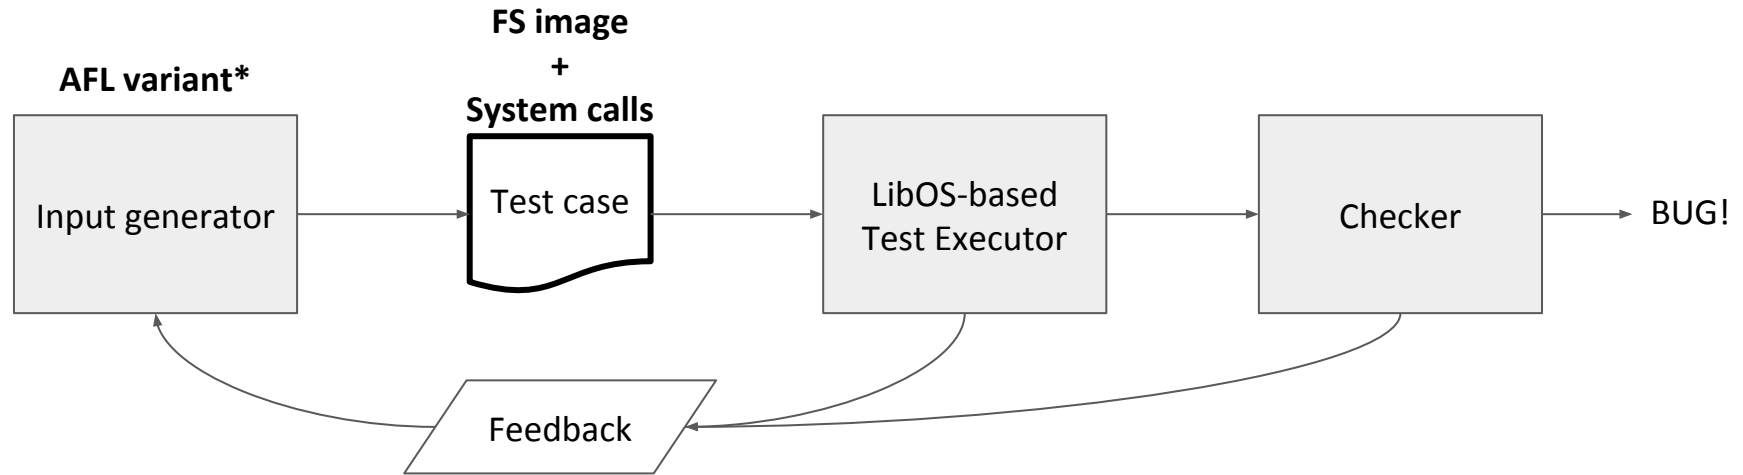 FS image
+
System calls
AFL variant*
Input generator
Test case
LibOS-based
Test Executor
Checker
BUG!
Feedback